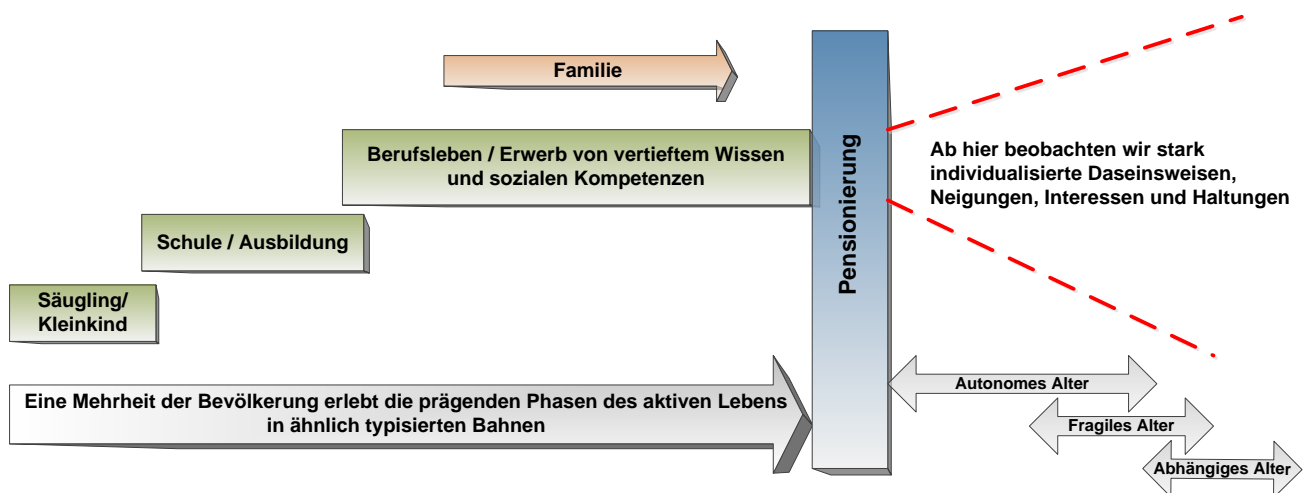 Familie
Berufsleben / Erwerb von vertieftem Wissen
und sozialen Kompetenzen
Schule / Ausbildung
Säugling/
Kleinkind
Eine Mehrheit der Bevölkerung erlebt die prägenden Phasen des aktiven Lebens
in ähnlich typisierten Bahnen
Pensionierung
Ab hier beobachten wir stark
individualisierte Daseinsweisen,
Neigungen, Interessen und Haltungen
Autonomes Alter
Fragiles Alter
Abhängiges Alter